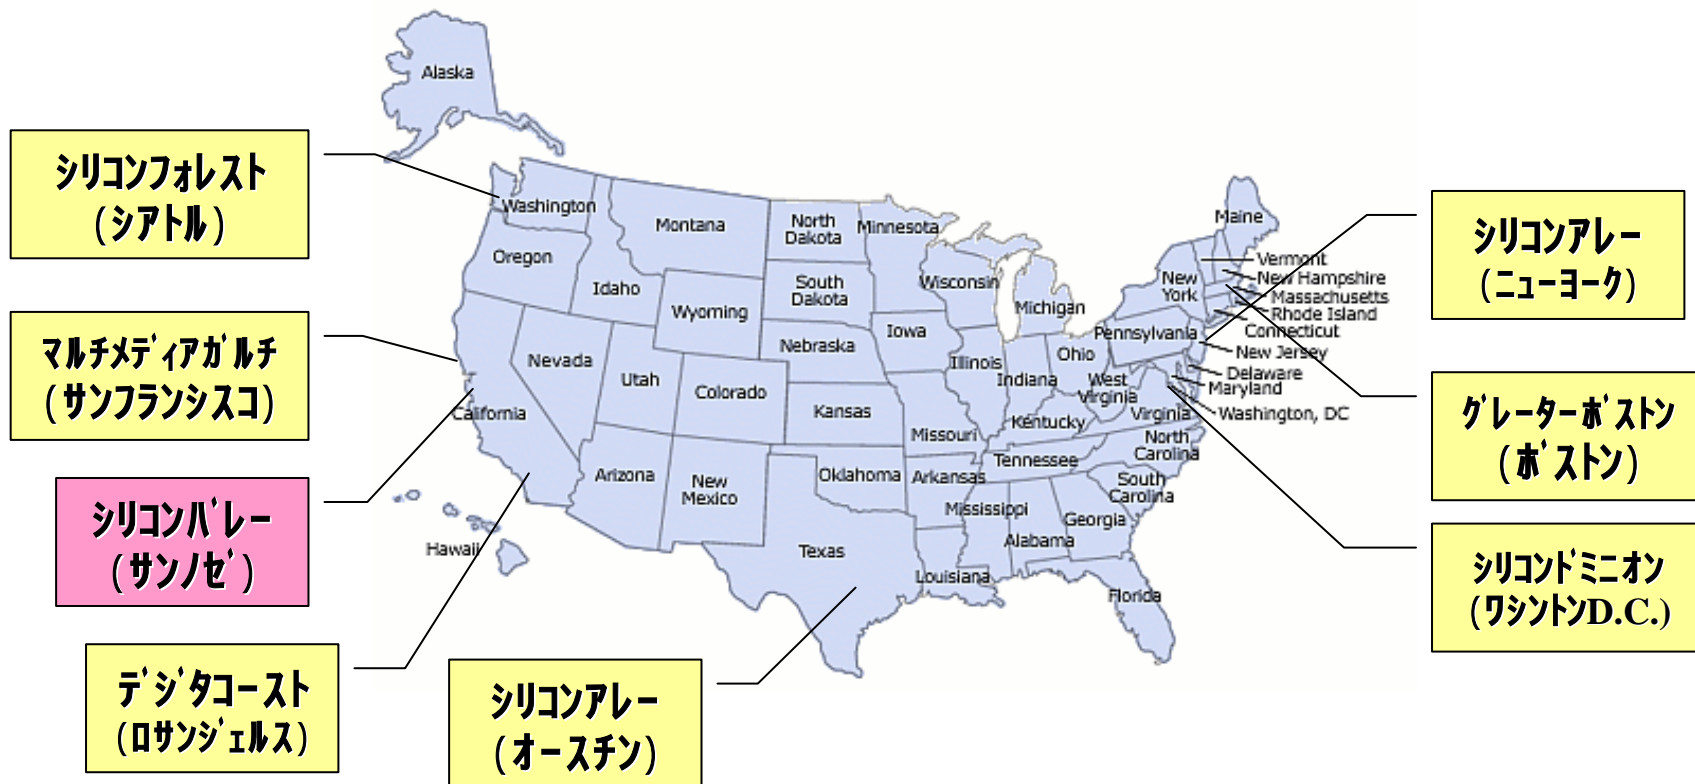 Alaska
シリコンフォレスト
(シアトル)
マルチメディアガルチ
(サンフランシスコ)
シリコンバレー
(サンノゼ)
デジタコースト
(ロサンジェルス)
シリコンアレー
(オースチン)
シリコンアレー
(ニューヨーク)
グレーターボストン
(ボストン)
シリコンドミニオン
(ワシントンD.C.)
Washington
Oregon
California
Nevada
Idaho
Montana
Wyoming
Utah
Colorado
Arizona
New
Mexico
North
Dakota
South
Dakota
Nebraska
Kansas
Oklahoma
Texas
Minnesota
Iowa
Missouri
Arkansas
Louisiana
Wisconsin
Illinois
Michigan
Indiana
Ohio
Kentucky
Tennessee
Mississippi
Alabama
Georgia
Florida
South
Carolina
North
Carolina
Virginia
West
Virginia
Pennsylvania
New
York
Maine
Vermont
New Hampshire
Massachusetts
Rhode Island
Connecticut
New Jersey
Delaware
Maryland
Washington, DC
Hawaii